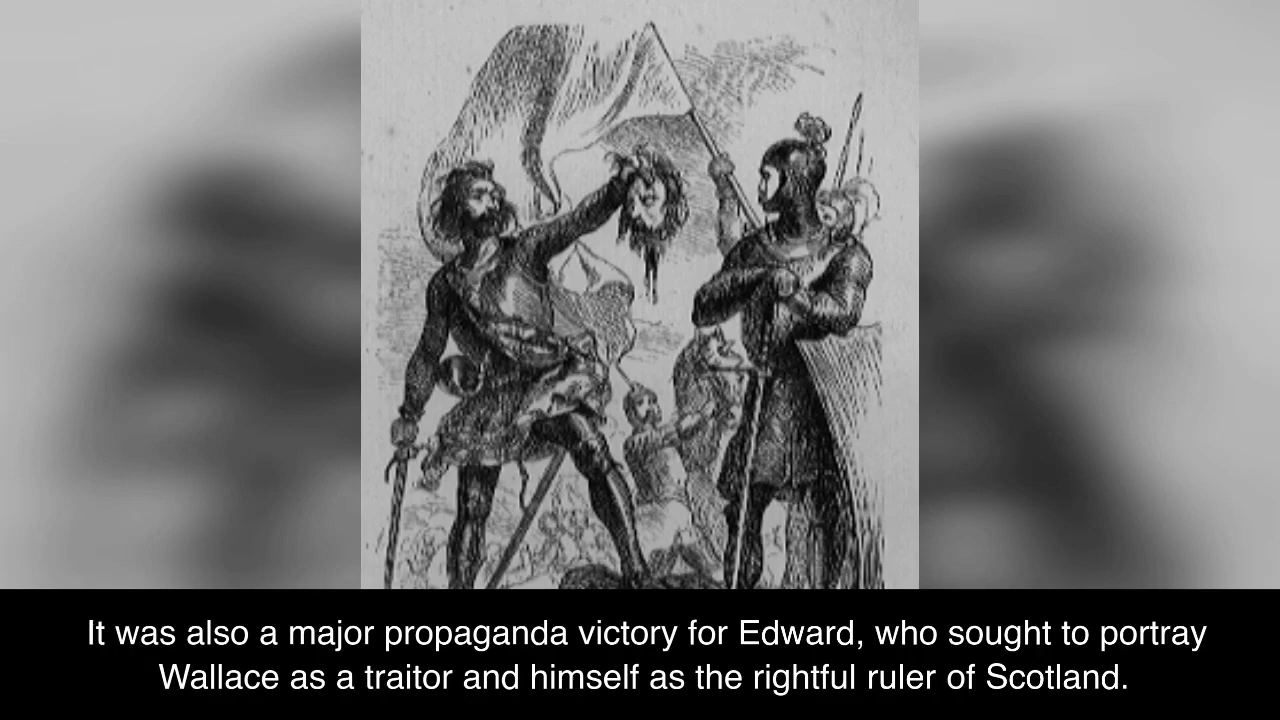 It was also a major propaganda victory for Edward, who sought to portray
Wallace as a traitor and himself as the rightful ruler of Scotland.